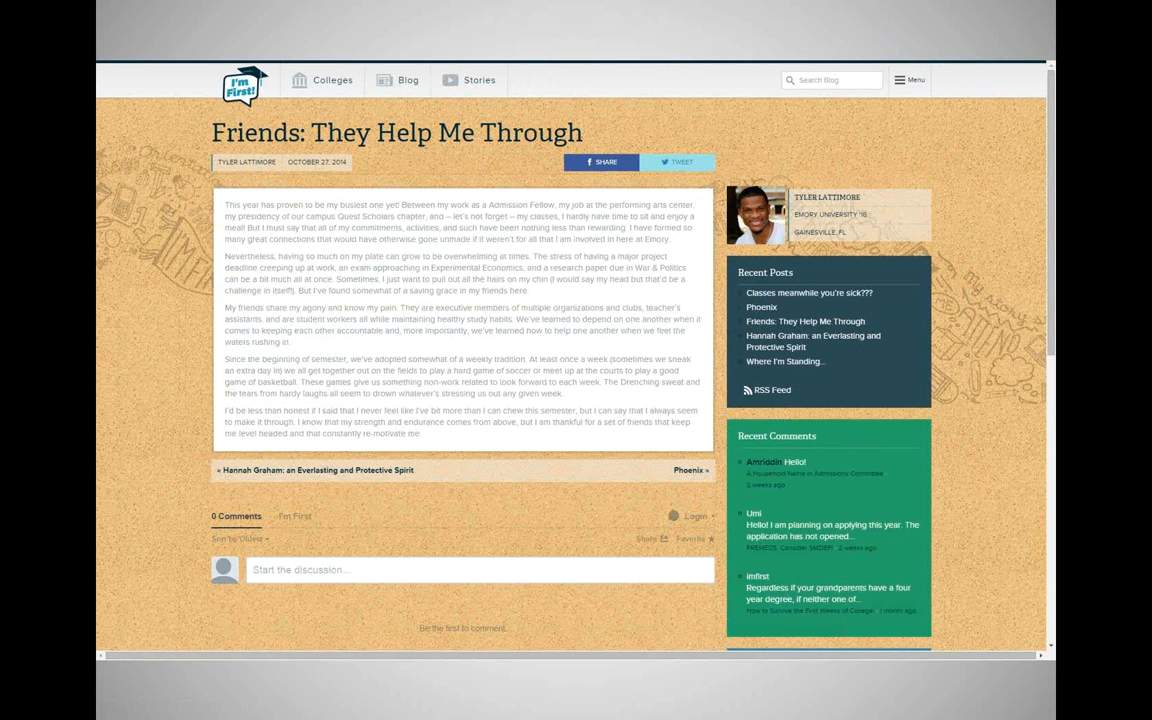 I'm First!
Colleges
Blog
Stories
Search Blog
Menu
Friends: They Help Me Through
TYLER LATTIMORE
OCTOBER 27, 2014
SHARE
TWEET
This year has proven to be my busiest one yet! Between my work as a Admission Fellow, my job at the performing arts center,
my presidency of our campus Quest Scholars chapter, and – let's not forget – my classes, I hardly have time to sit and enjoy a
meal! But I must say that all of my commitments, activities, and such have been nothing less than rewarding. I have formed so
many great connections that would have otherwise gone unmade if it weren't for all that I am involved in here at Emory.
Nevertheless, having so much on my plate can grow to be overwhelming at times. The stress of having a major project
deadline creeping up at work, an exam approaching in Experimental Economics, and a research paper due in War & Politics
can be a bit much all at once. Sometimes, I just want to pull out all the hairs on my chin (I would say my head but that'd be a
challenge in itself). But I've found somewhat of a saving grace in my friends here.
My friends share my agony and know my pain. They are executive members of multiple organizations and clubs, teacher's
assistants, and are student workers all while maintaining healthy study habits. We've learned to depend on one another when it
comes to keeping each other accountable and, more importantly, we've learned how to help one another when we feel the
waters rushing in.
Since the beginning of semester, we've adopted somewhat of a weekly tradition. At least once a week (sometimes we sneak
an extra day in) we all get together out on the fields to play a hard game of soccer or meet up at the courts to play a good
game of basketball. These games give us something non-work related to look forward to each week. The Drenching sweat and
the tears from hardy laughs all seem to drown whatever's stressing us out any given week.
I'd be less than honest if I said that I never feel like I've bit more than I can chew this semester, but I can say that I always seem
to make it through. I know that my strength and endurance comes from above, but I am thankful for a set of friends that keep
me level headed and that constantly re-motivate me
« Hannah Graham: an Everlasting and Protective Spirit
Phoenix »
0 Comments
I'm First
Login
Sort by Oldest
Share
Favorite
Start the discussion...
Be the first to comment.
TYLER LATTIMORE
EMORY UNIVERSITY '16
GAINESVILLE, FL
Recent Posts
Classes meanwhile you're sick???
Phoenix
Friends: They Help Me Through
Hannah Graham: an Everlasting and
Protective Spirit
Where I'm Standing...
RSS Feed
Recent Comments
Amriddin Hello!
A Household Name in Admissions Committee
2 weeks ago
Umi
Hello! I am planning on applying this year. The
application has not opened...
PREMEDS: Consider SMDEP! 2 weeks ago
imfirst
Regardless if your grandparents have a four
year degree, if neither one of...
How to Survive the First Weeks of College! 1 month ago